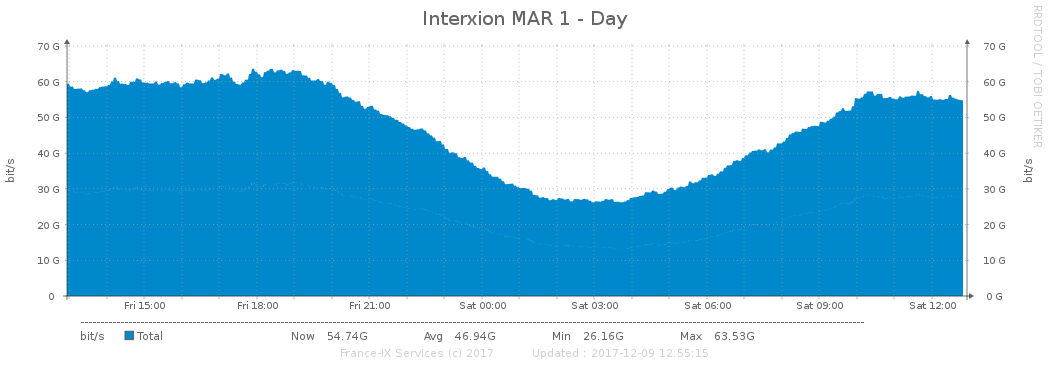 Interxion MAR 1 - Day
RRDTOOL / TOBI OETIKER
70 G 70 G
60 G 60 G
50 G 50 G
40 G 40 G
30 G 30 G
20 G 20 G
10 G 10 G
0 0 G
bit/s bit/s
Fri 15:00 Fri 18:00 Fri 21:00 Sat 00:00 Sat 03:00 Sat 06:00 Sat 09:00 Sat 12:00
bit/s Total Now 54.74G Avg 46.94G Min 26.16G Max 63.53G
France-IX Services (c) 2017 Updated : 2017-12-09 12:55:15